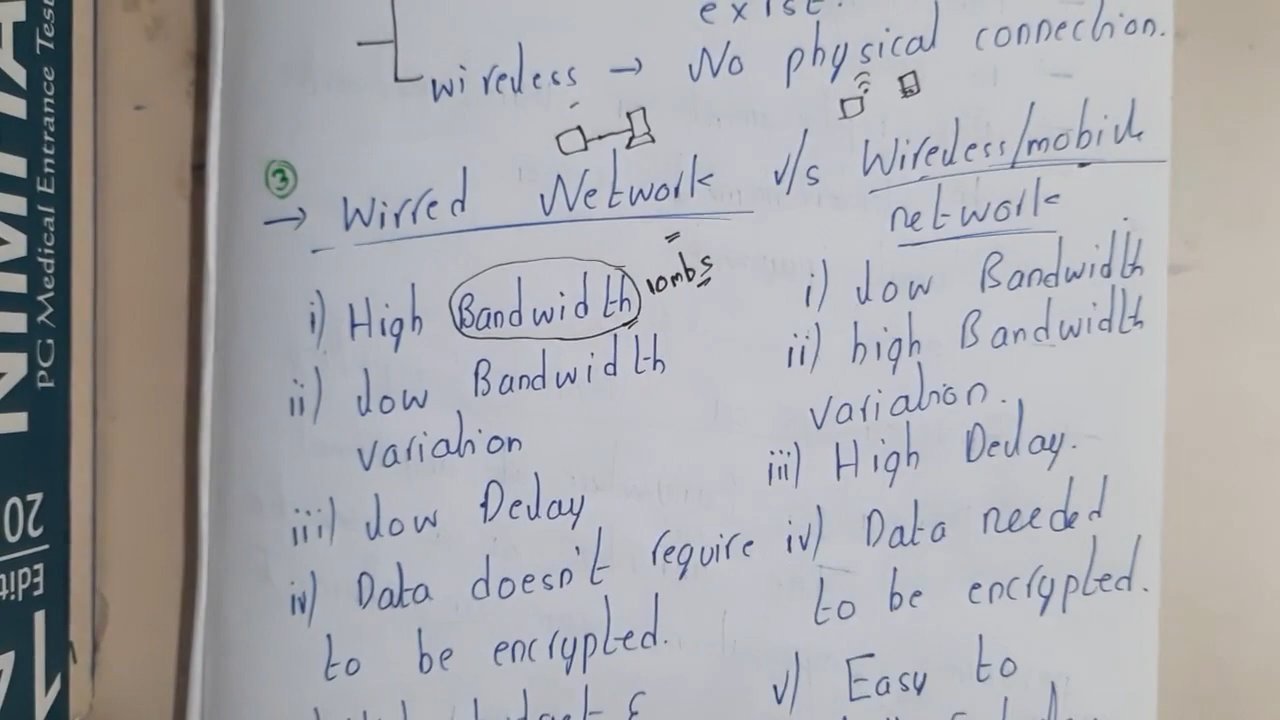 exist.
wireless → No physical connection.
③
→ Wirred Network v/s Wireless/mobile
network
i) High Bandwidth 10mbs
ii) low Bandwidth
variation
iii) low Delay
iv) Data doesn't require
to be encrypted.
i) low Bandwidth
ii) high Bandwidth
variation.
iii) High Delay.
iv) Data needed
to be encrypted.
v) Easy to
PG Medical Entrance Test
20
Editi